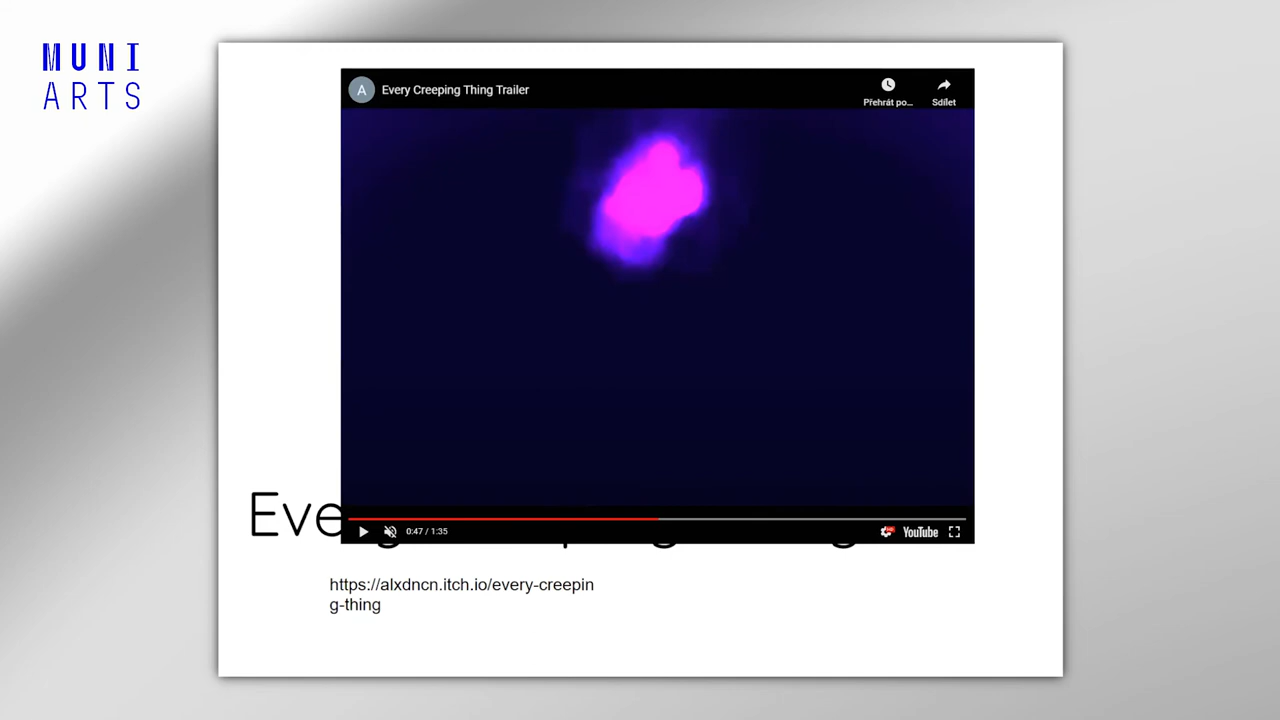 MUNI
ARTS
A
Every Creeping Thing Trailer
Přehrát po...
Sdílet
0:47 / 1:35
HD
YouTube
https://alxdncn.itch.io/every-creepin
g-thing